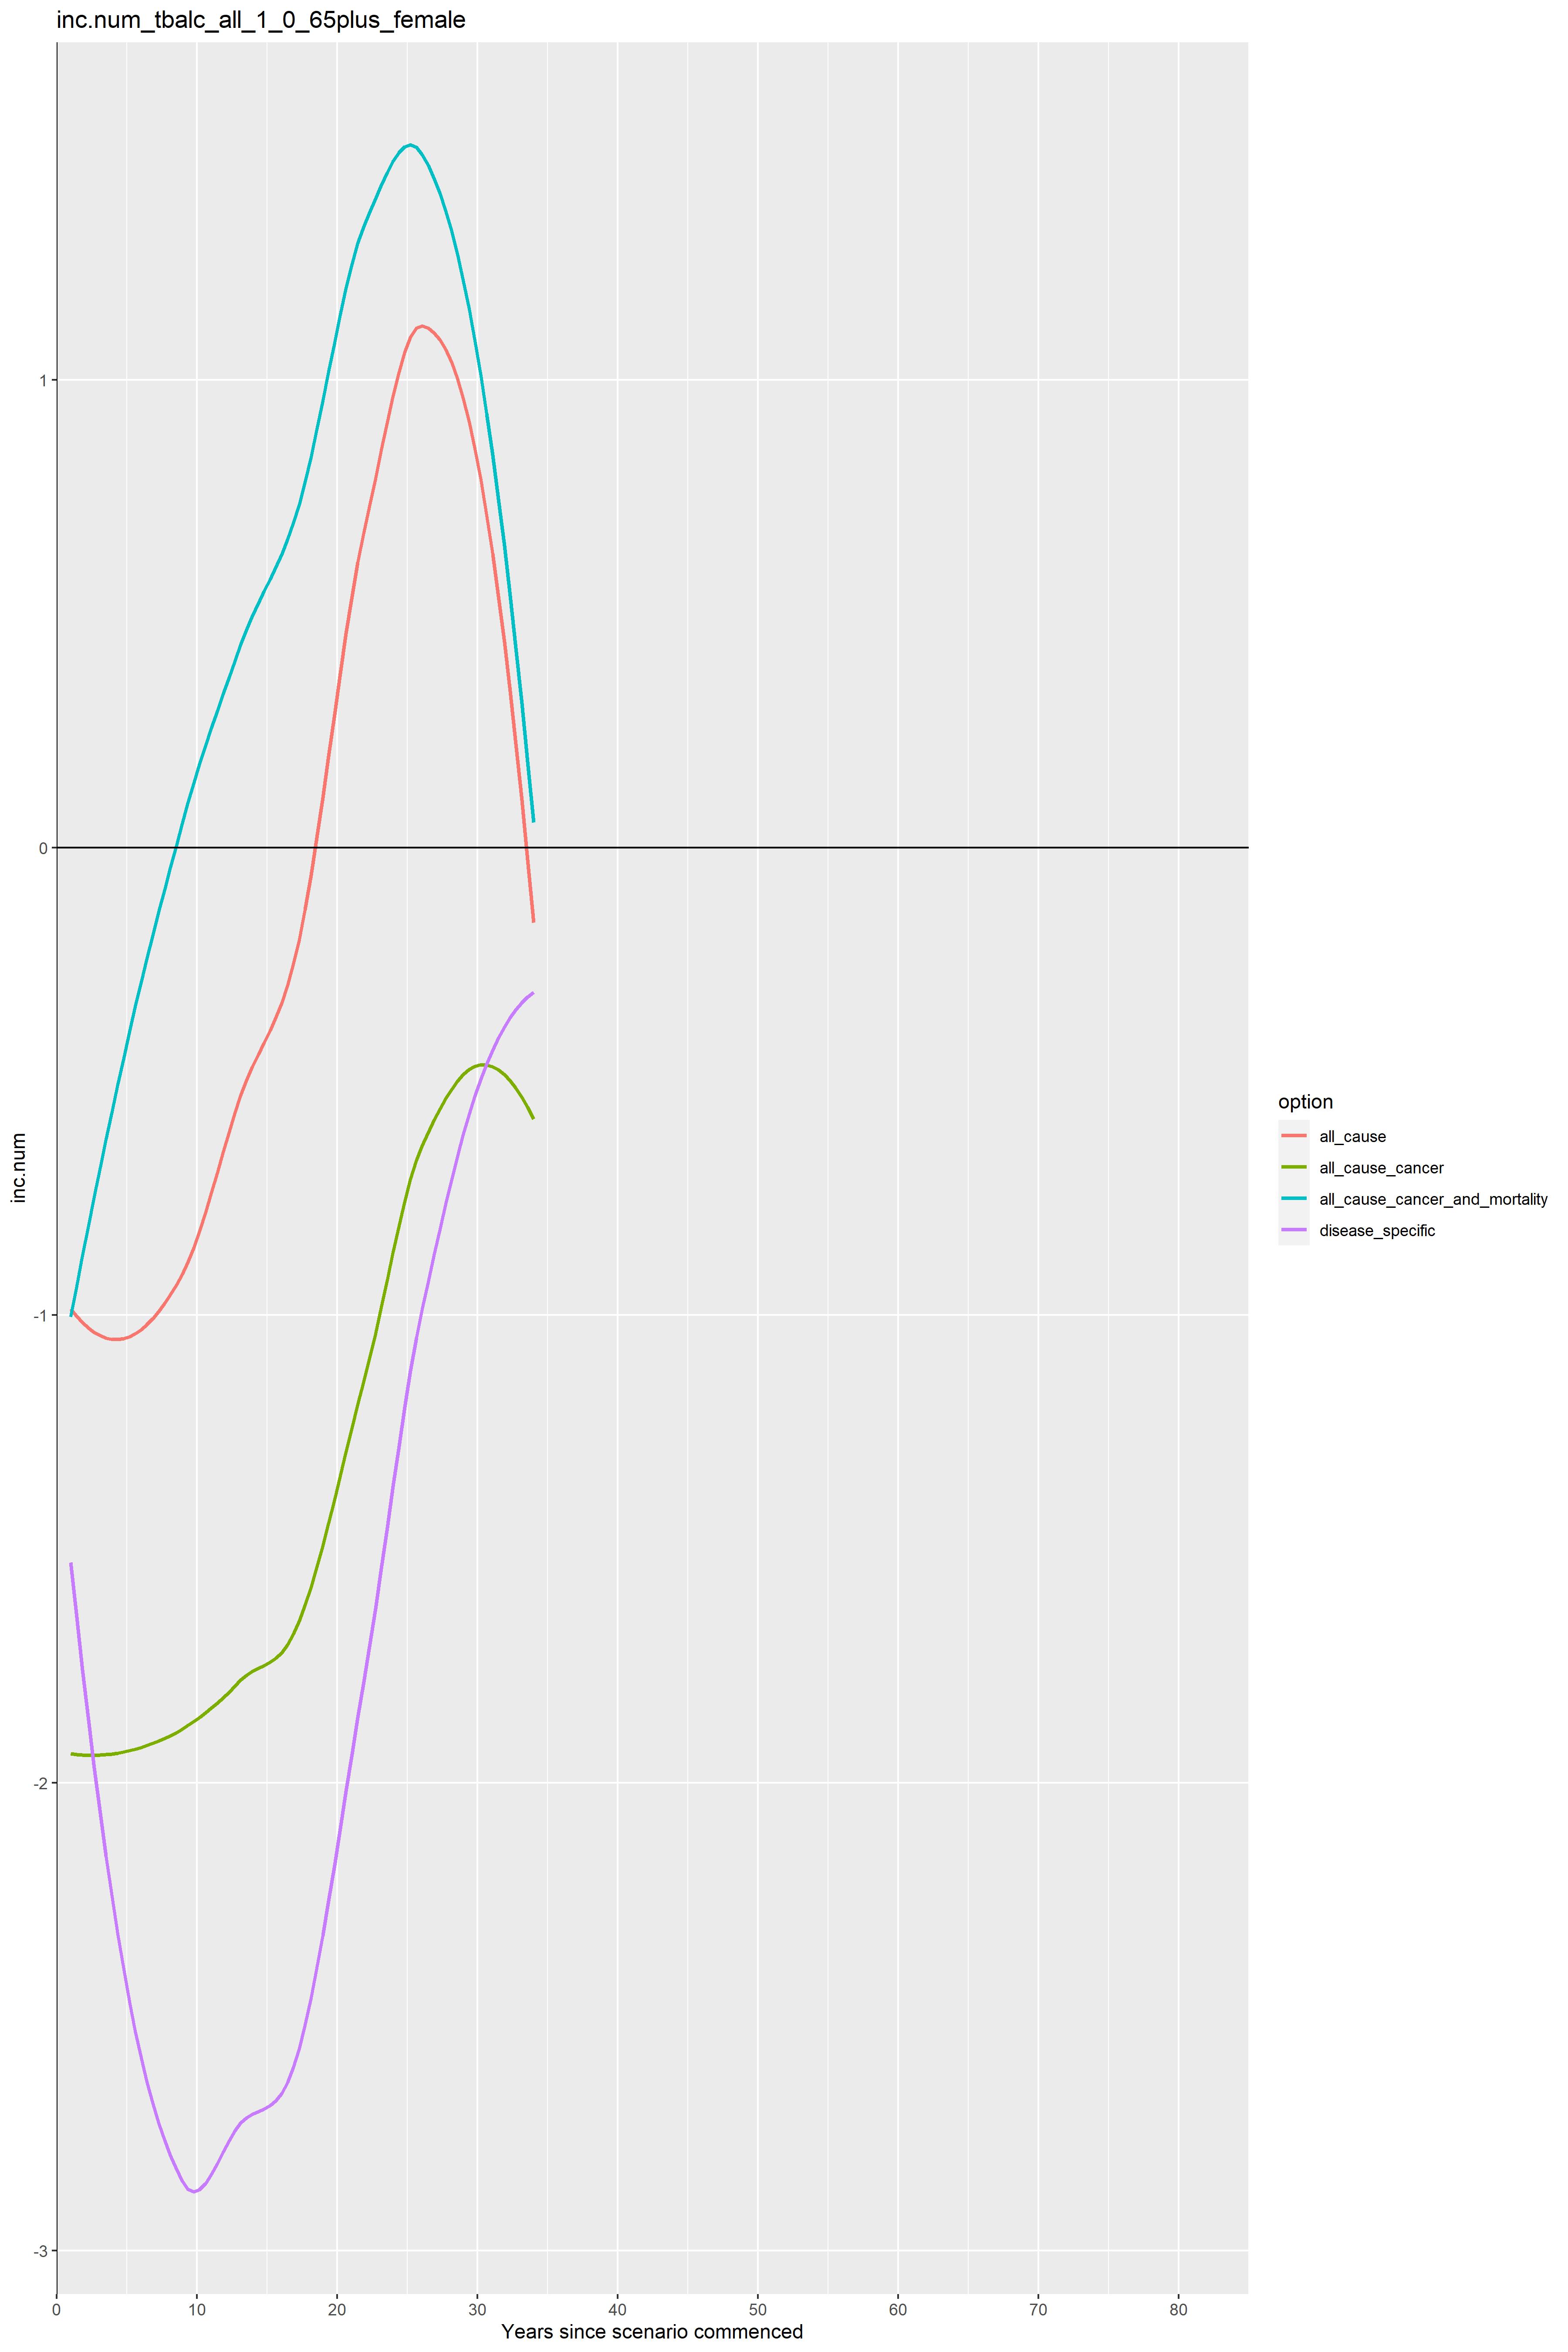 inc.num_tbalc_all_1_0_65plus_female
inc.num
1
0
-1
-2
-3
0 10 20 30 40 50 60 70 80
Years since scenario commenced
option
all_cause
all_cause_cancer
all_cause_cancer_and_mortality
disease_specific